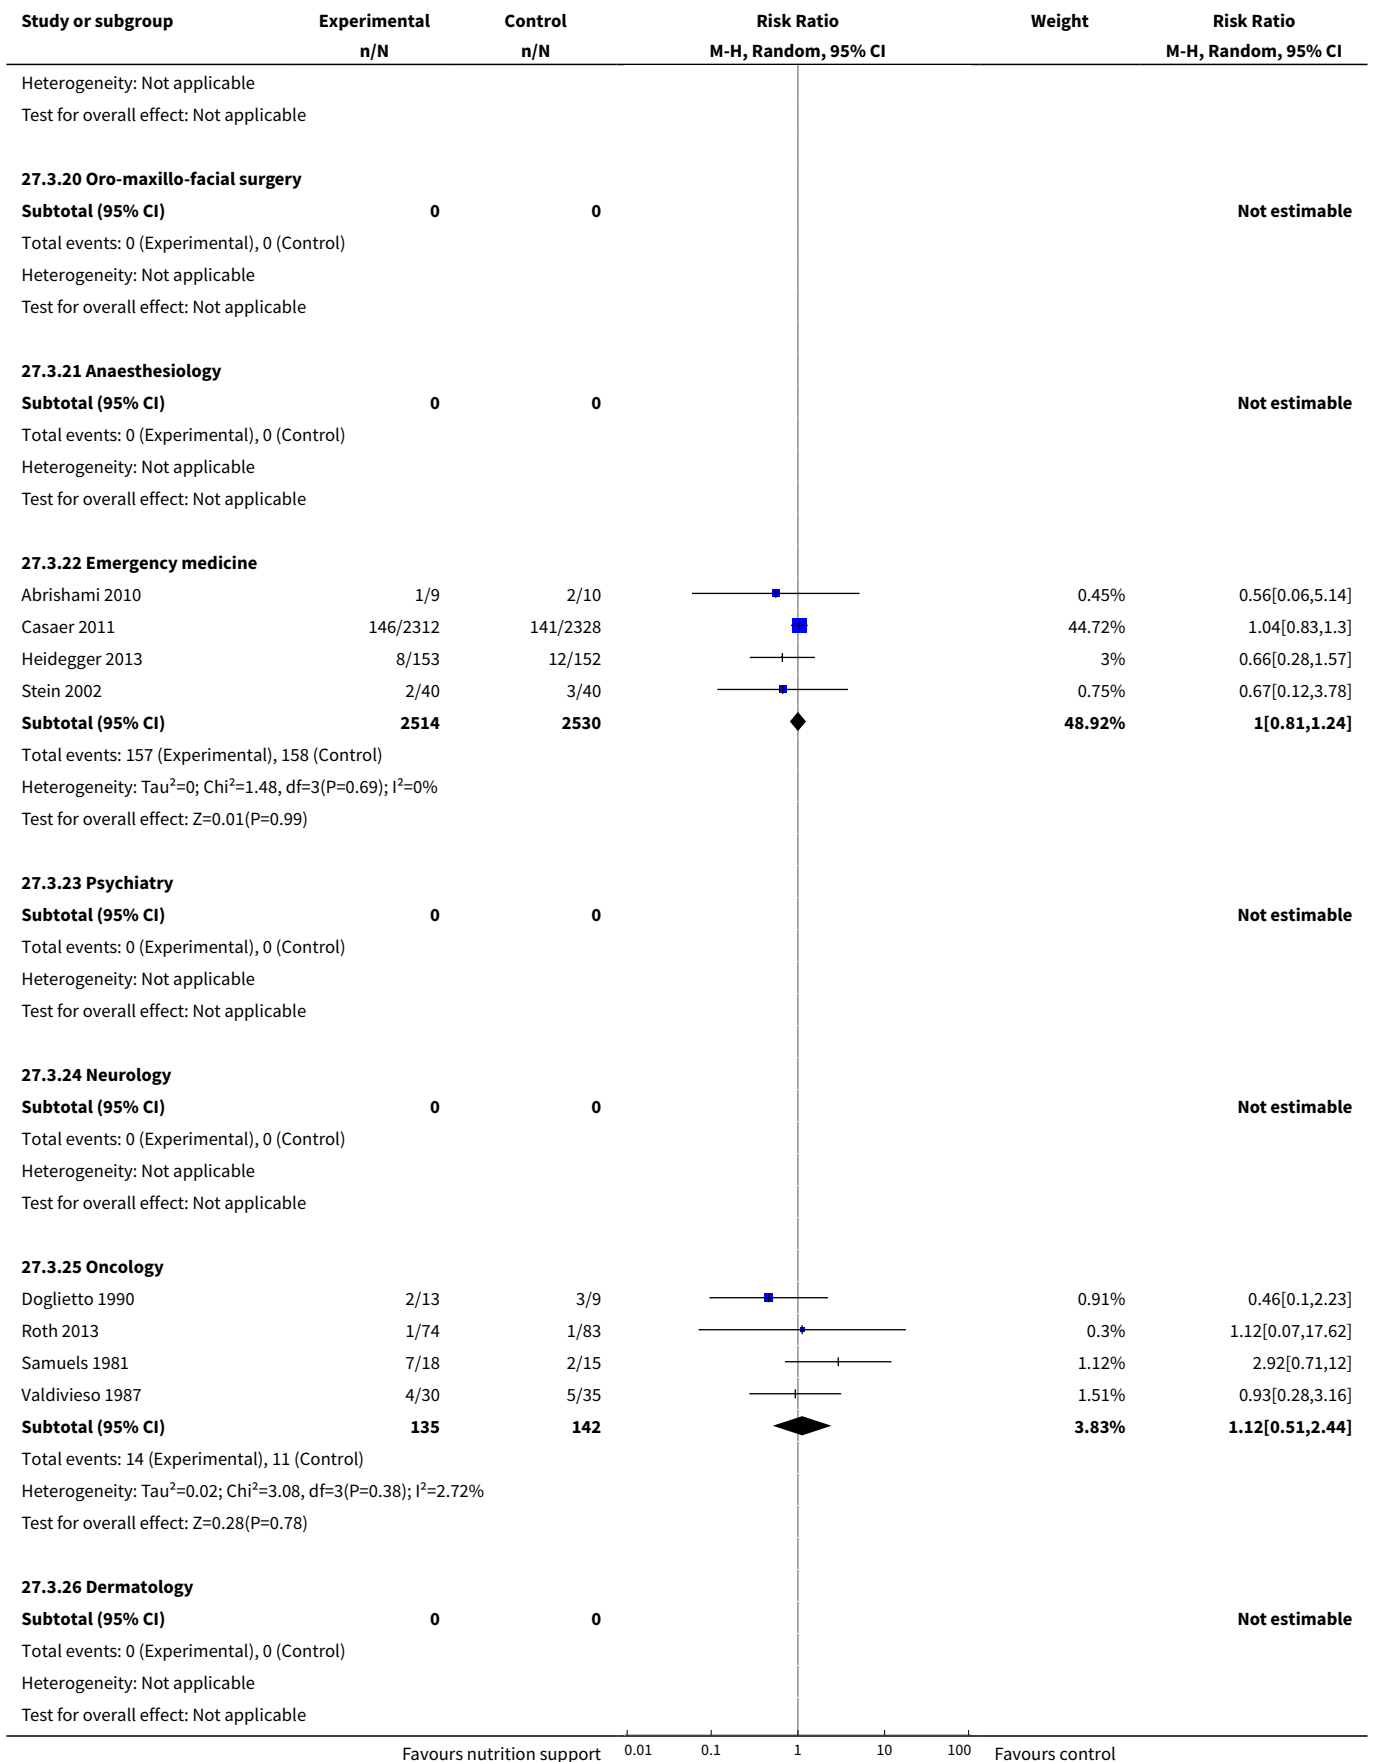 Study or subgroup Experimental Control Risk Ratio Weight Risk Ratio
n/N n/N M-H, Random, 95% CI M-H, Random, 95% CI
Heterogeneity: Not applicable
Test for overall effect: Not applicable
27.3.20 Oro-maxillo-facial surgery
Subtotal (95% CI) 0 0 Not estimable
Total events: 0 (Experimental), 0 (Control)
Heterogeneity: Not applicable
Test for overall effect: Not applicable
27.3.21 Anaesthesiology
Subtotal (95% CI) 0 0 Not estimable
Total events: 0 (Experimental), 0 (Control)
Heterogeneity: Not applicable
Test for overall effect: Not applicable
27.3.22 Emergency medicine
Abrishami 2010 1/9 2/10 0.45% 0.56[0.06,5.14]
Casaer 2011 146/2312 141/2328 44.72% 1.04[0.83,1.3]
Heidegger 2013 8/153 12/152 3% 0.66[0.28,1.57]
Stein 2002 2/40 3/40 0.75% 0.67[0.12,3.78]
Subtotal (95% CI) 2514 2530 48.92% 1[0.81,1.24]
Total events: 157 (Experimental), 158 (Control)
Heterogeneity: Tau²=0; Chi²=1.48, df=3(P=0.69); I²=0%
Test for overall effect: Z=0.01(P=0.99)
27.3.23 Psychiatry
Subtotal (95% CI) 0 0 Not estimable
Total events: 0 (Experimental), 0 (Control)
Heterogeneity: Not applicable
Test for overall effect: Not applicable
27.3.24 Neurology
Subtotal (95% CI) 0 0 Not estimable
Total events: 0 (Experimental), 0 (Control)
Heterogeneity: Not applicable
Test for overall effect: Not applicable
27.3.25 Oncology
Doglietto 1990 2/13 3/9 0.91% 0.46[0.1,2.23]
Roth 2013 1/74 1/83 0.3% 1.12[0.07,17.62]
Samuels 1981 7/18 2/15 1.12% 2.92[0.71,12]
Valdivieso 1987 4/30 5/35 1.51% 0.93[0.28,3.16]
Subtotal (95% CI) 135 142 3.83% 1.12[0.51,2.44]
Total events: 14 (Experimental), 11 (Control)
Heterogeneity: Tau²=0.02; Chi²=3.08, df=3(P=0.38); I²=2.72%
Test for overall effect: Z=0.28(P=0.78)
27.3.26 Dermatology
Subtotal (95% CI) 0 0 Not estimable
Total events: 0 (Experimental), 0 (Control)
Heterogeneity: Not applicable
Test for overall effect: Not applicable
Favours nutrition support 0.01 0.1 1 10 100 Favours control